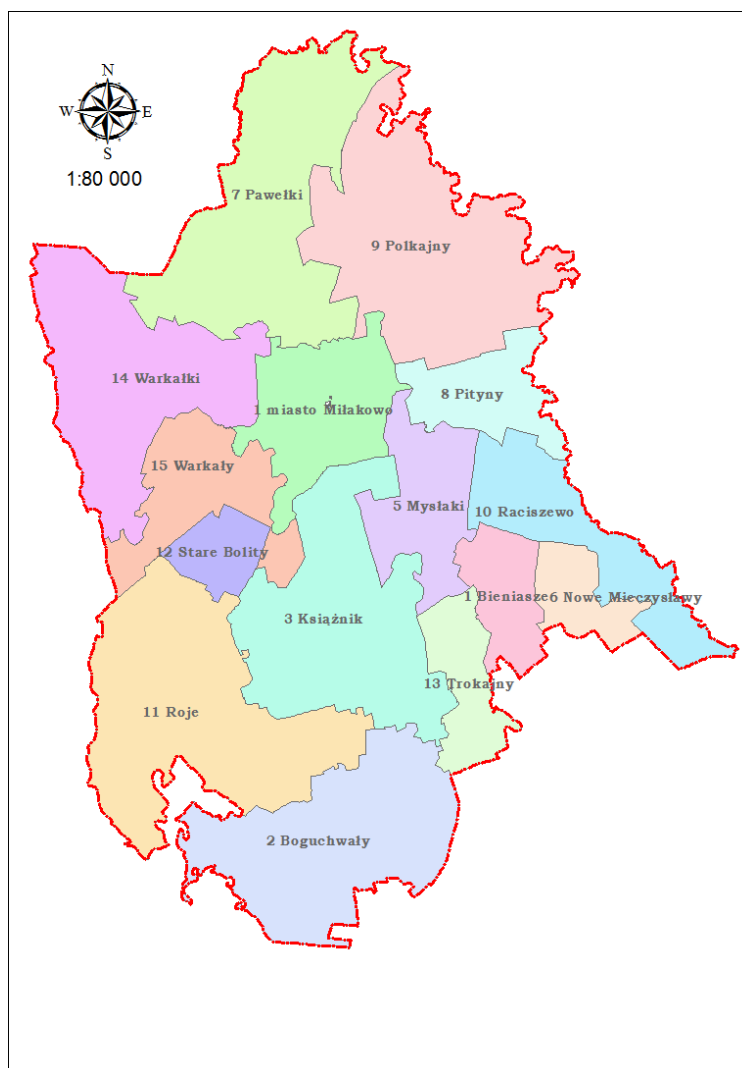 N
W E
S
1:80 000
7 Pawełki
9 Polkajny
14 Warkałki
8 Pityny
1 miasto Miłakowo
15 Warkały
5 Mysłaki
10 Raciszewo
12 Stare Bolity
1 Bieniasze
6 Nowe Mieczysławy
3 Książnik
13 Trokajny
11 Roje
2 Boguchwały